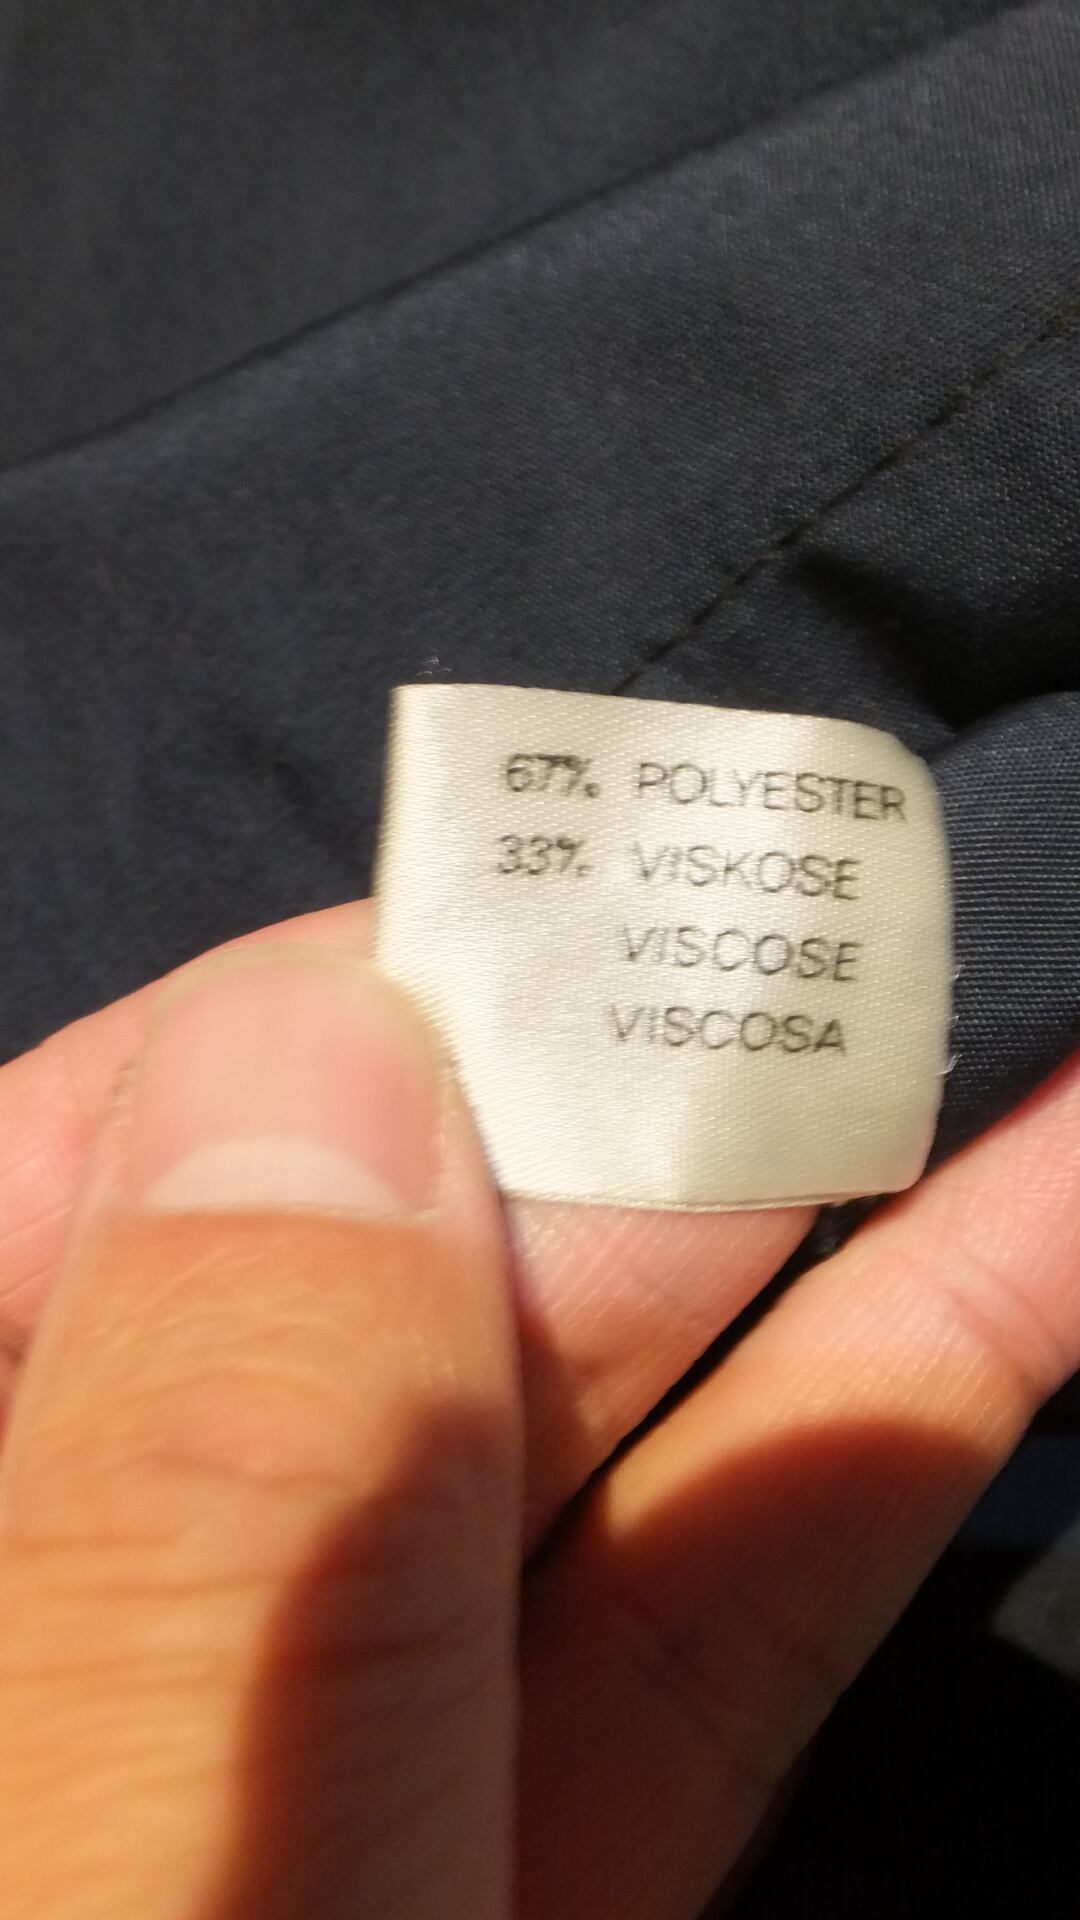 67% POLYESTER
33% VISKOSE
VISCOSE
VISCOSA